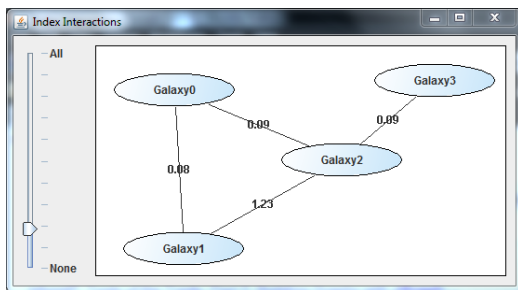 Index Interactions
All
Galaxy3
Galaxy0
0.09
0.09
Galaxy2
0.08
1.23
Galaxy1
None